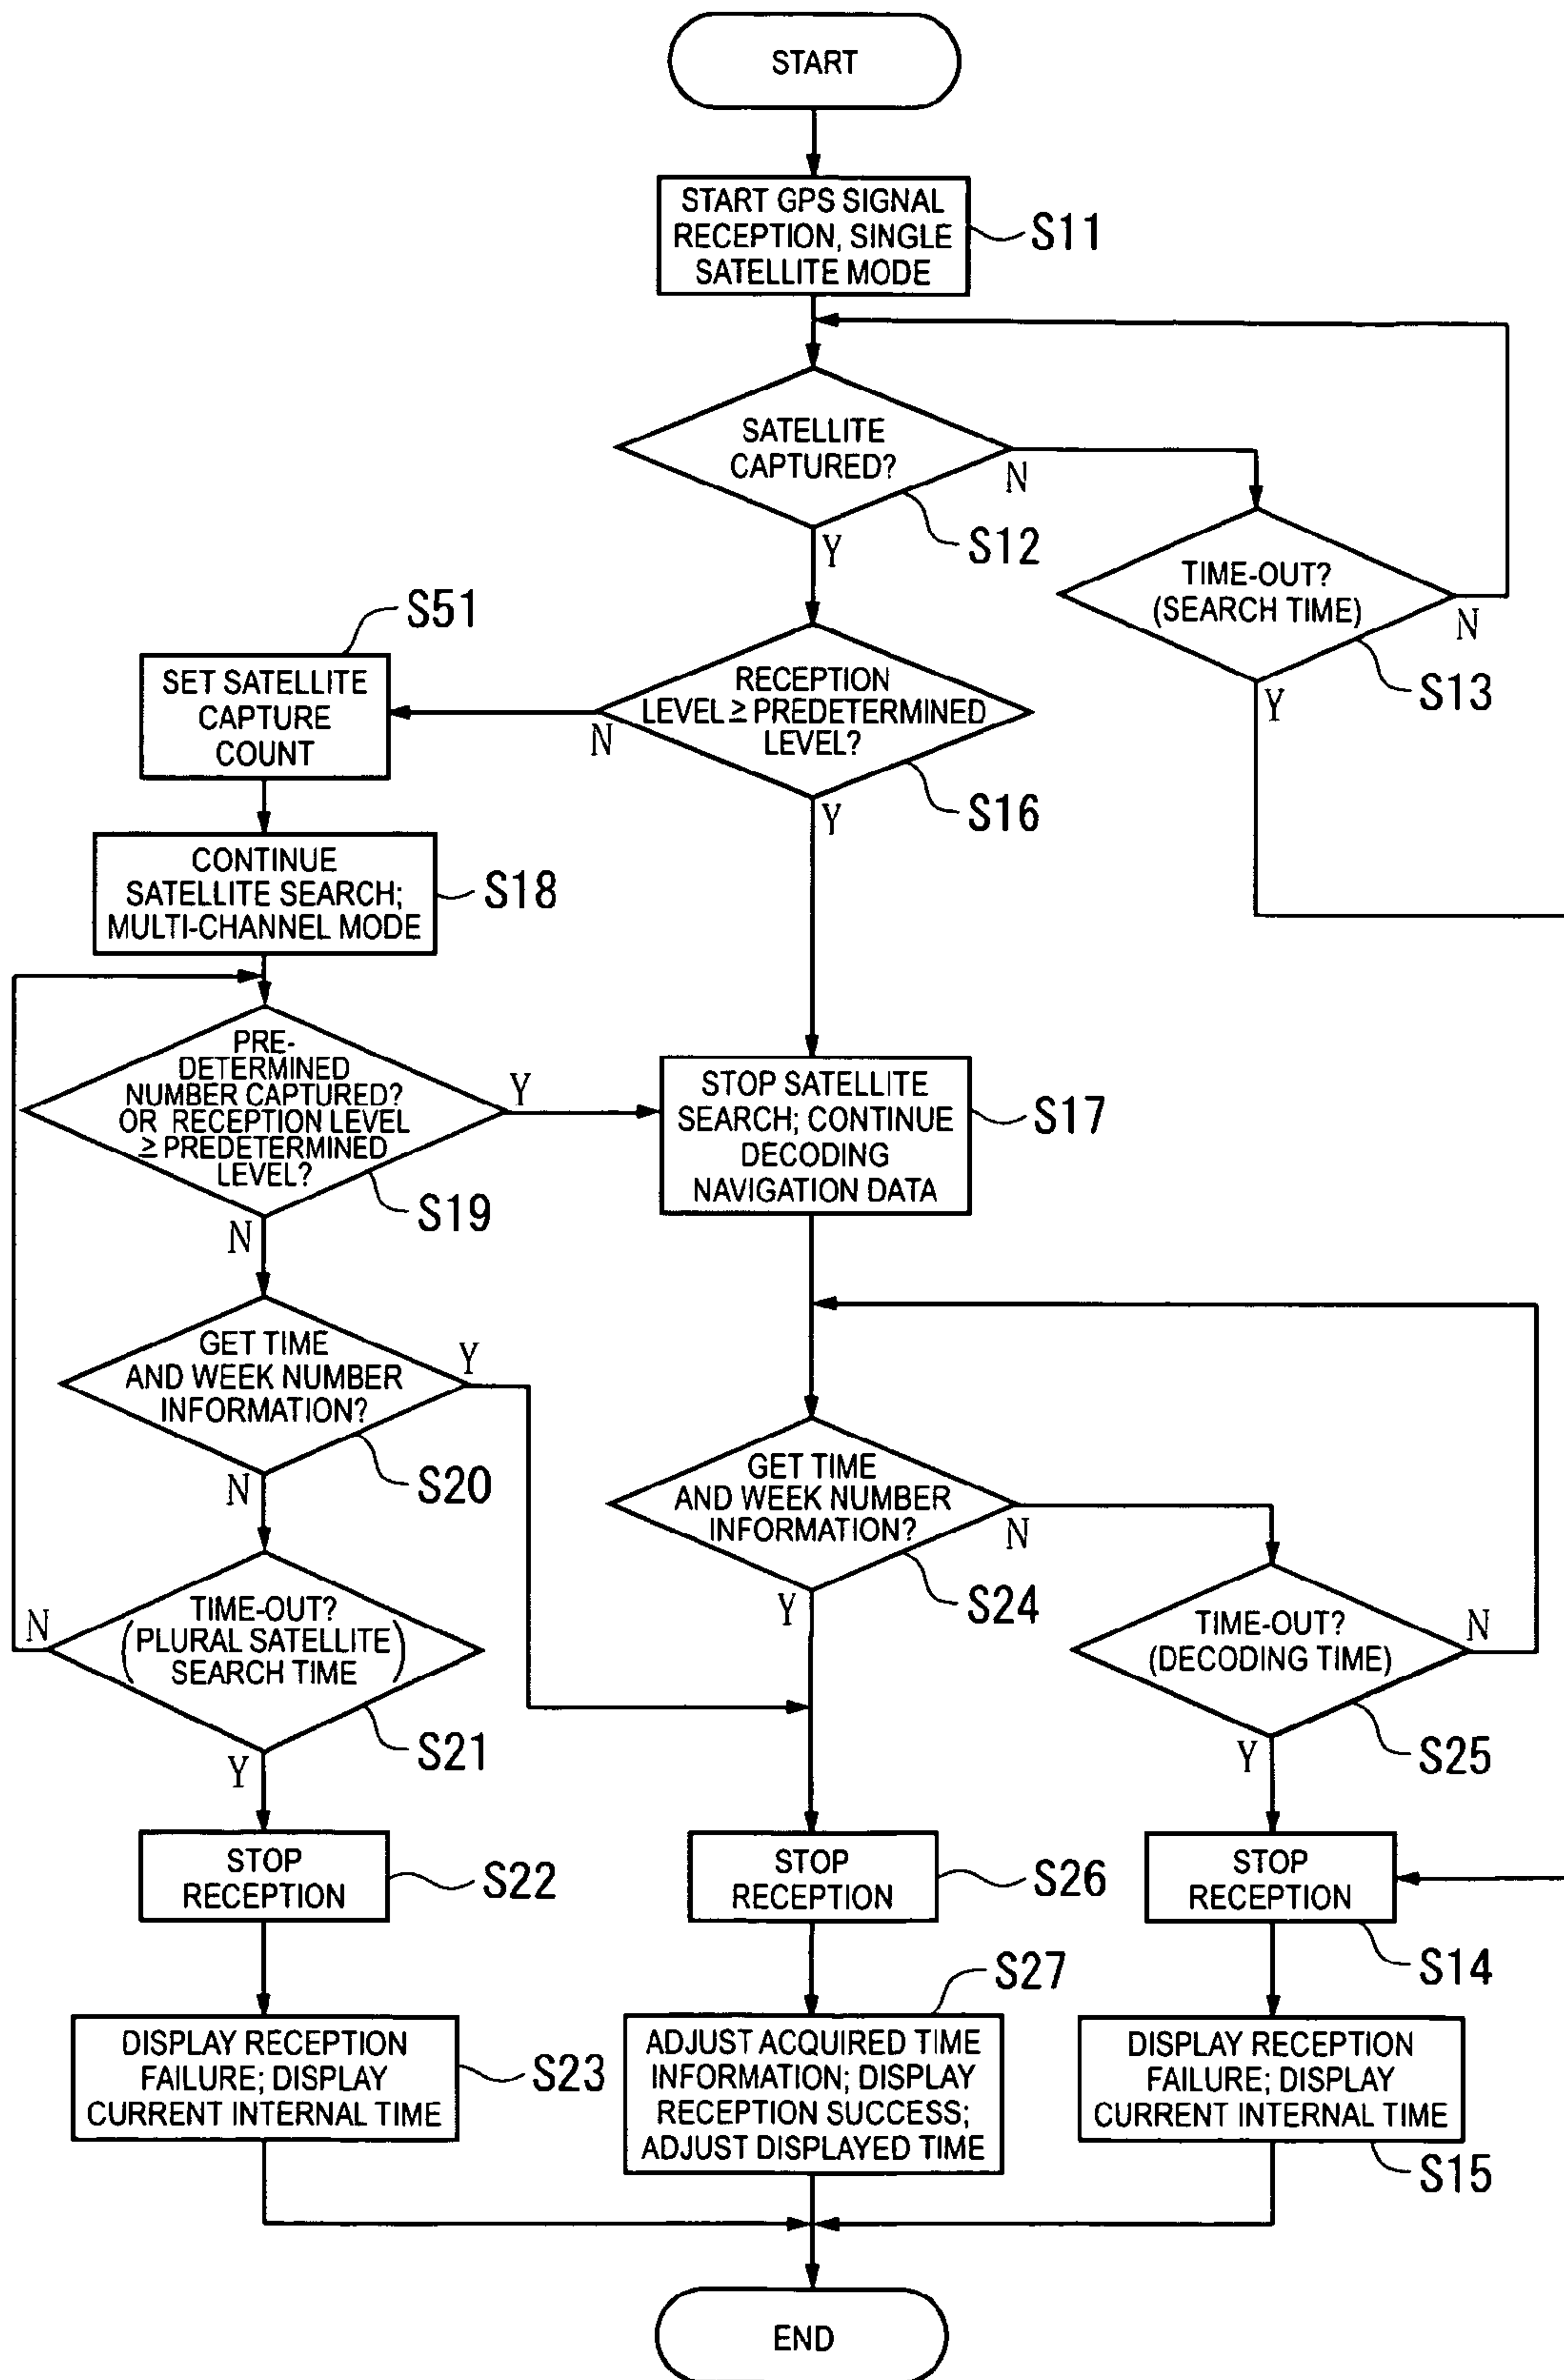 START
START GPS SIGNAL
RECEPTION, SINGLE
SATELLITE MODE
S11
SATELLITE
CAPTURED?
N
S12
Y
TIME-OUT?
(SEARCH TIME)
N
S13
Y
S51
SET SATELLITE
CAPTURE
COUNT
RECEPTION
LEVEL ≥ PREDETERMINED
LEVEL?
N
S16
Y
CONTINUE
SATELLITE SEARCH;
MULTI-CHANNEL MODE
S18
PRE-
DETERMINED
NUMBER CAPTURED?
OR RECEPTION LEVEL
≥ PREDETERMINED
LEVEL?
Y
S19
N
STOP SATELLITE
SEARCH; CONTINUE
DECODING
NAVIGATION DATA
S17
GET TIME
AND WEEK NUMBER
INFORMATION?
Y
S20
N
GET TIME
AND WEEK NUMBER
INFORMATION?
N
S24
Y
TIME-OUT?
(PLURAL SATELLITE)
SEARCH TIME
N
S21
Y
TIME-OUT?
(DECODING TIME)
N
S25
Y
STOP
RECEPTION
S22
STOP
RECEPTION
S26
STOP
RECEPTION
S14
DISPLAY RECEPTION
FAILURE; DISPLAY
CURRENT INTERNAL TIME
S23
S27
ADJUST ACQUIRED TIME
INFORMATION; DISPLAY
RECEPTION SUCCESS;
ADJUST DISPLAYED TIME
DISPLAY RECEPTION
FAILURE; DISPLAY
CURRENT INTERNAL TIME
S15
END